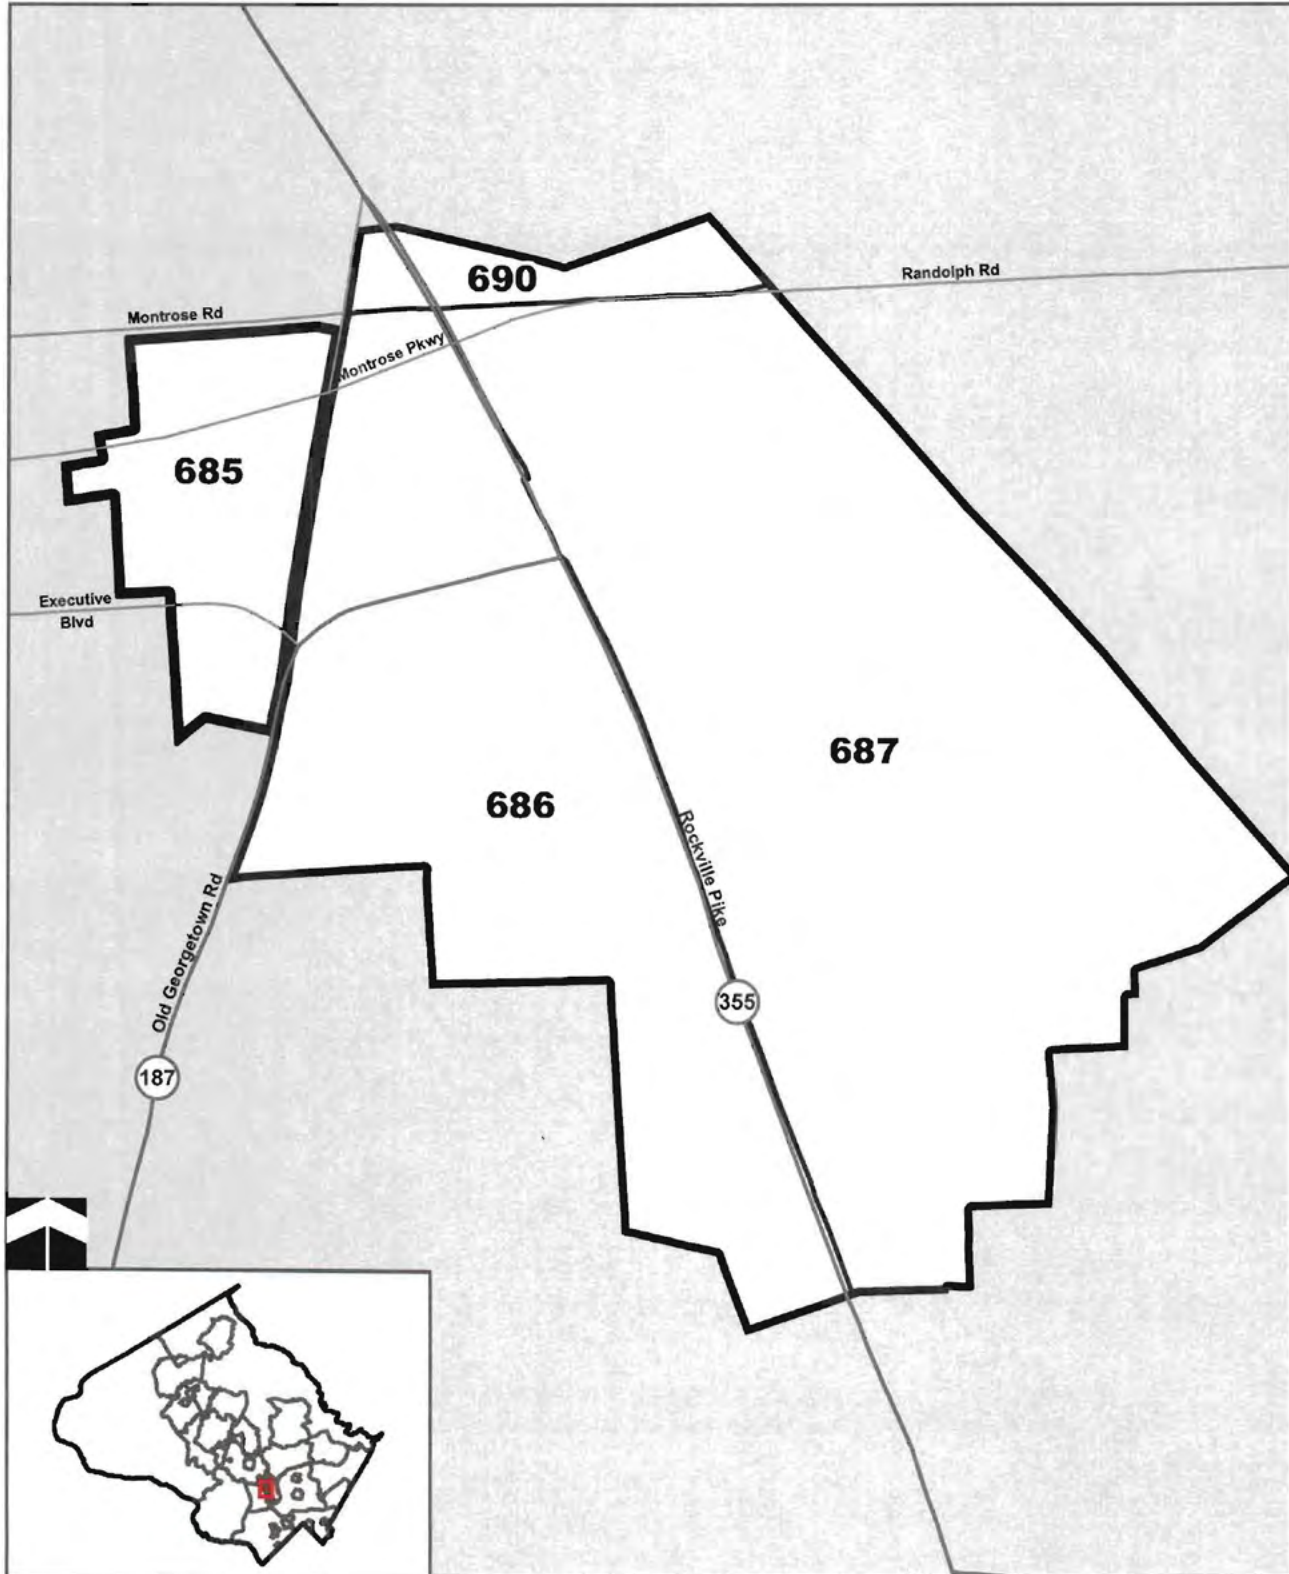 690
Randolph Rd
Montrose Rd
Montrose Pkwy
685
Executive
Blvd
687
686
Rockville Pike
Old Georgetown Rd
355
187